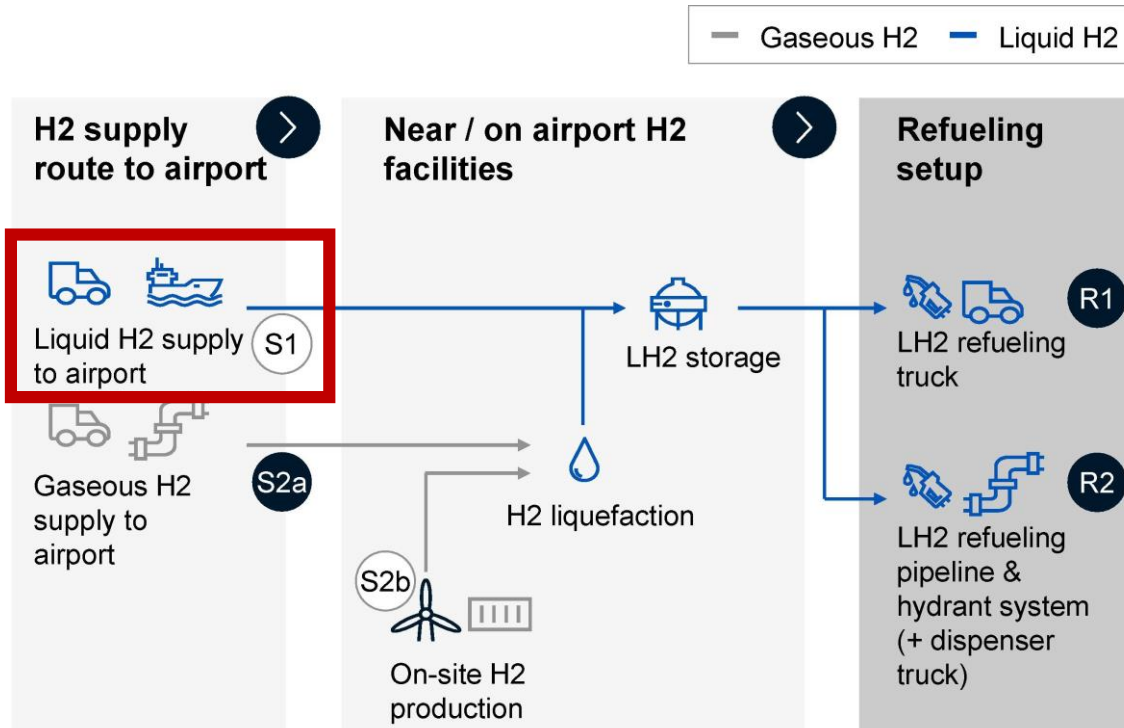 Gaseous H2
Liquid H2
H2 supply
route to airport
Near / on airport H2
facilities
Refueling
setup
Liquid H2 supply
to airport
S1
LH2 storage
LH2 refueling
truck
R1
Gaseous H2
supply to
airport
S2a
H2 liquefaction
S2b
On-site H2
production
LH2 refueling
pipeline &
hydrant system
(+ dispenser
truck)
R2